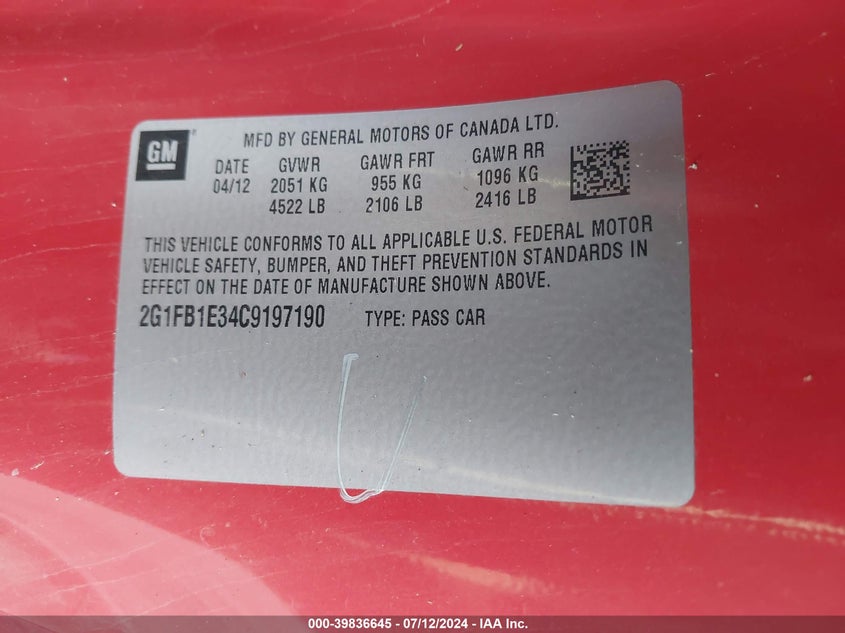 GM
MFD BY GENERAL MOTORS OF CANADA LTD.
DATE GVWR GAWR FRT GAWR RR
04/12 2051 KG 955 KG 1096 KG
4522 LB 2106 LB 2416 LB
THIS VEHICLE CONFORMS TO ALL APPLICABLE U.S. FEDERAL MOTOR
VEHICLE SAFETY, BUMPER, AND THEFT PREVENTION STANDARDS IN
EFFECT ON THE DATE OF MANUFACTURE SHOWN ABOVE.
2G1FB1E34C9197190 TYPE: PASS CAR
000-39836645 - 07/12/2024 - IAA Inc.